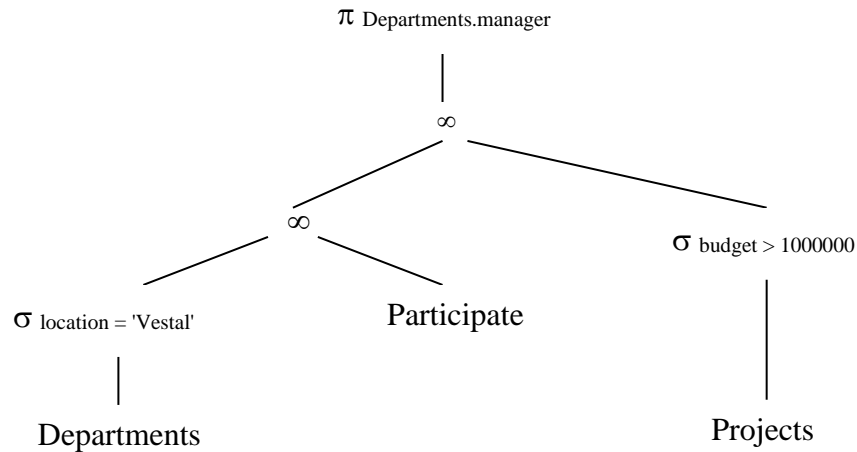 π Departments.manager
∞
∞
σ budget > 1000000
σ location = 'Vestal'
Participate
Departments
Projects